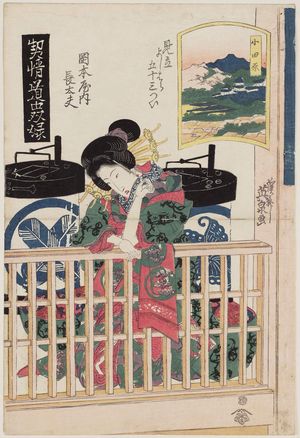 小田原
見立
よしはら
五十三つい
岡本屋内
長太夫
契情道中双録
渓斎
英泉画